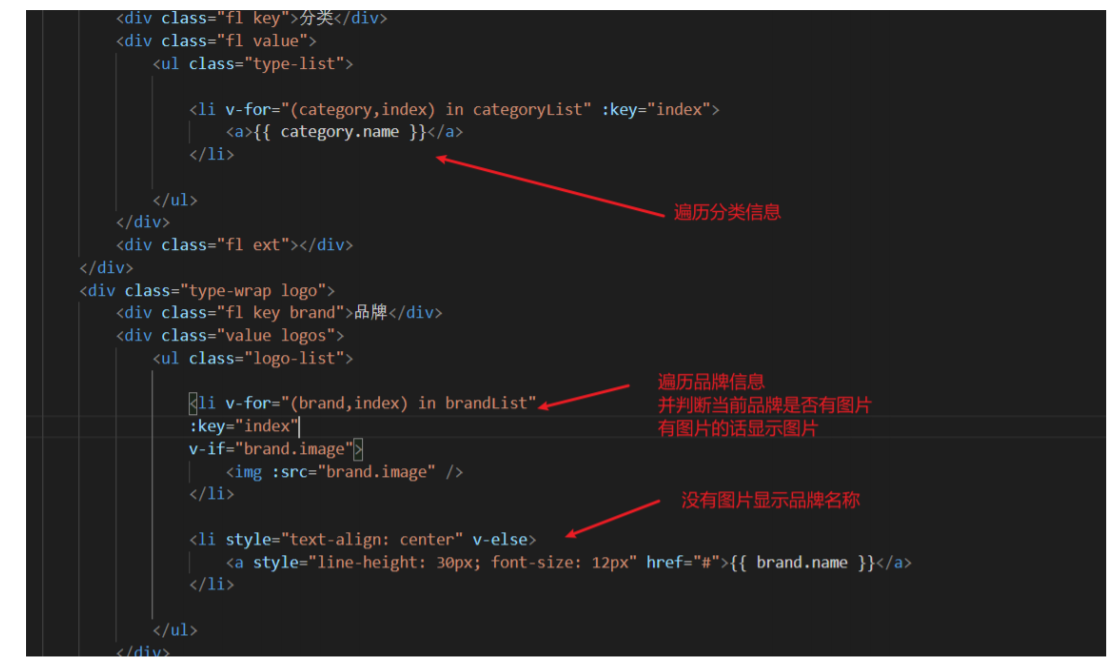 <div class="fl key">分类</div>
<div class="fl value">
<ul class="type-list">
<li v-for="(category,index) in categoryList" :key="index">
<a>{{ category.name }}</a>
</li>
</ul>
遍历分类信息
</div>
<div class="fl ext"></div>
</div>
<div class="type-wrap logo">
<div class="fl key brand">品牌</div>
<div class="value logos">
<ul class="logo-list">
遍历品牌信息
<li v-for="(brand,index) in brandList"
并判断当前品牌是否有图片
:key="index"
有图片的话显示图片
v-if="brand.image">
<img :src="brand.image" />
</li>
没有图片显示品牌名称
<li style="text-align: center" v-else>
<a style="line-height: 30px; font-size: 12px" href="#">{{ brand.name }}</a>
</li>
</ul>
</div>